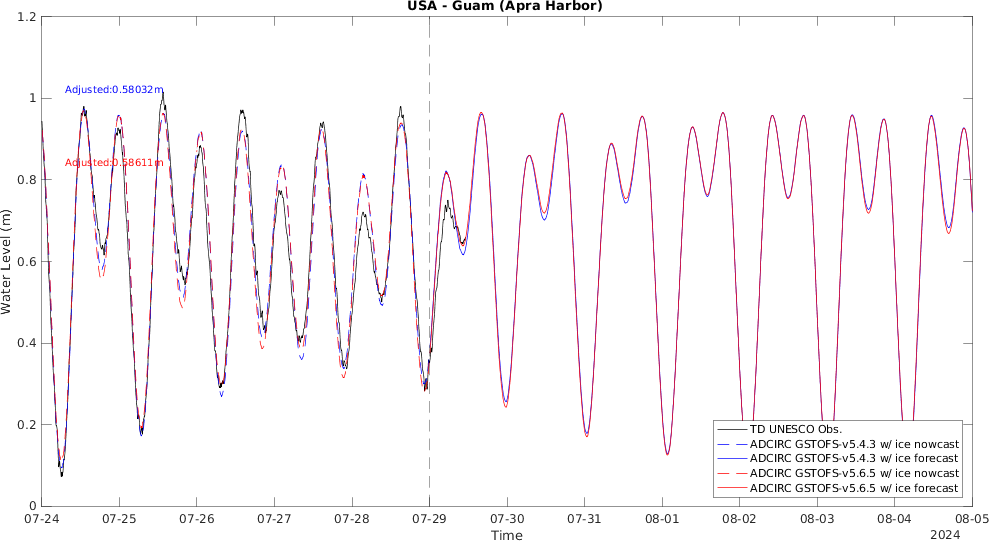 USA - Guam (Apra Harbor)
1.2
1
0.8
0.6
0.4
0.2
0
Water Level (m)
Adjusted:0.58032m
Adjusted:0.58611m
TD UNESCO Obs.
ADCIRC GSTOFS-v5.4.3 w/ ice nowcast
ADCIRC GSTOFS-v5.4.3 w/ ice forecast
ADCIRC GSTOFS-v5.6.5 w/ ice nowcast
ADCIRC GSTOFS-v5.6.5 w/ ice forecast
07-24 07-25 07-26 07-27 07-28 07-29 07-30 07-31 08-01 08-02 08-03 08-04 08-05
Time
2024